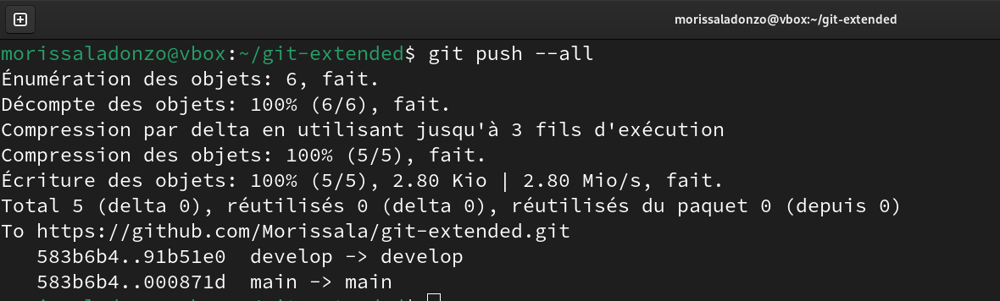 morissaladonzo@vbox:~/git-extended
morissaladonzo@vbox:~/git-extended$ git push --all
Énumération des objets: 6, fait.
Décompte des objets: 100% (6/6), fait.
Compression par delta en utilisant jusqu'à 3 fils d'exécution
Compression des objets: 100% (5/5), fait.
Écriture des objets: 100% (5/5), 2.80 Kio | 2.80 Mio/s, fait.
Total 5 (delta 0), réutilisés 0 (delta 0), réutilisés du paquet 0 (depuis 0)
To https://github.com/Morissala/git-extended.git
   583b6b4..91b51e0  develop -> develop
   583b6b4..000871d  main -> main